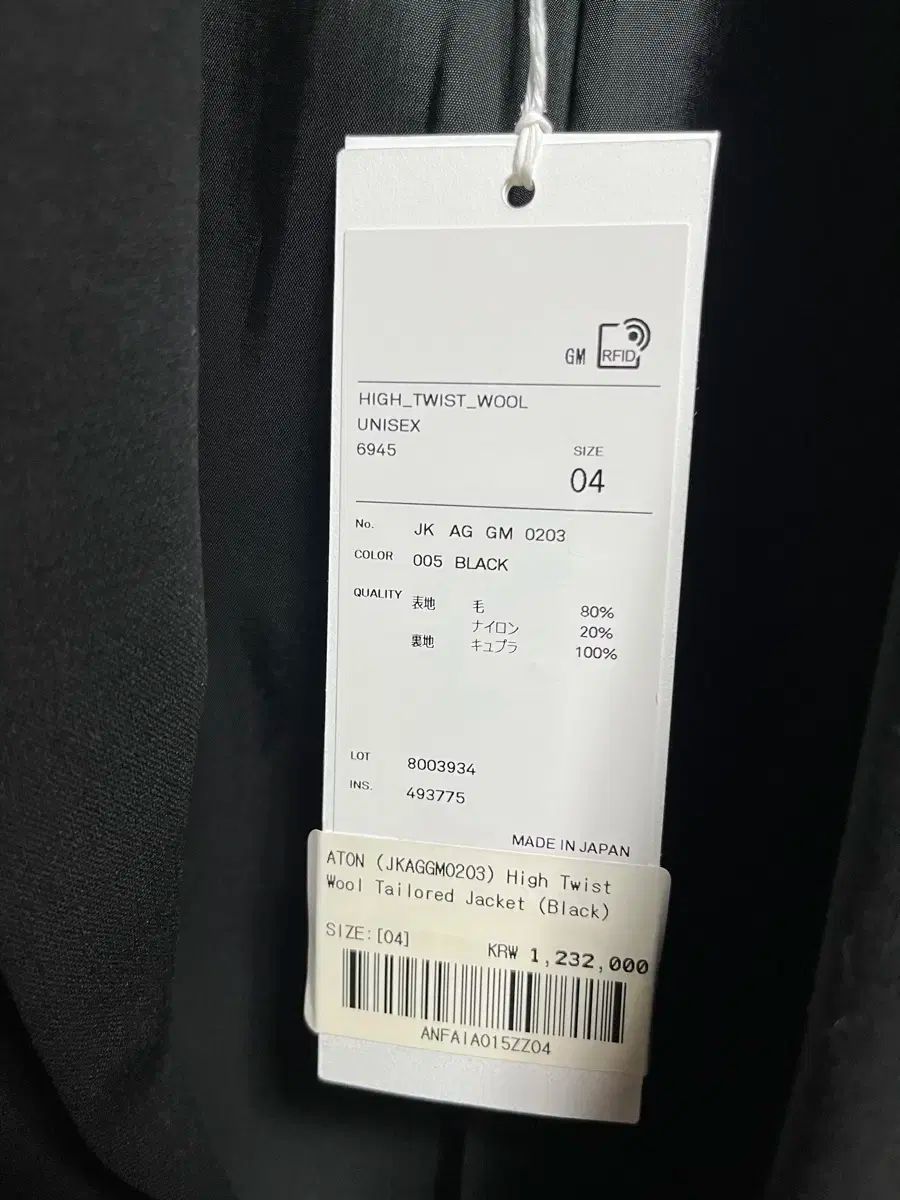 GM RFID
HIGH_TWIST_WOOL
UNISEX
6945
SIZE
04
No. JK AG GM 0203
COLOR 005 BLACK
QUALITY 表地 毛 80%
ナイロン 20%
裏地 キュプラ 100%
LOT 8003934
INS. 493775
MADE IN JAPAN
ATON (JKAGGM0203) High Twist
Wool Tailored Jacket (Black)
SIZE:[04] KRW 1,232,000
ANFAIA015ZZ04